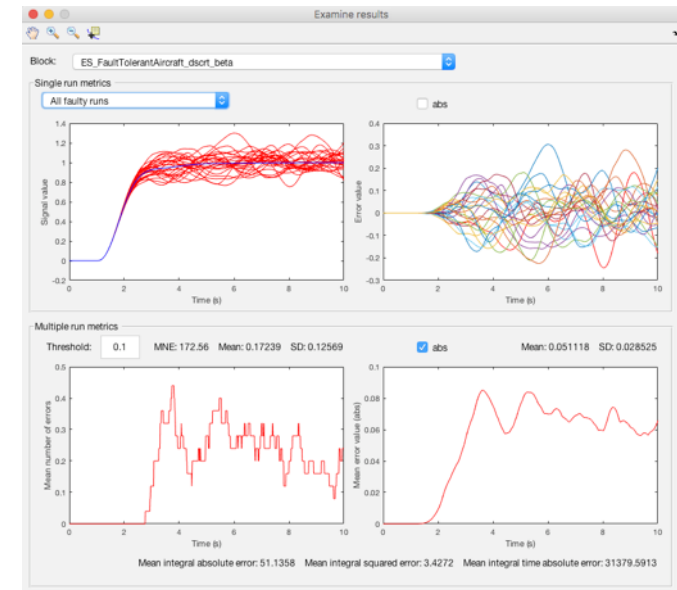 Examine results
Block: ES_FaultTolerantAircraft_dscrt_beta
Single run metrics
All faulty runs
abs
1.4
1.2
1
0.8
0.6
0.4
0.2
0
-0.2
Signal value
0 2 4 6 8 10
Time (s)
0.4
0.3
0.2
0.1
0
-0.1
-0.2
-0.3
Error value
0 2 4 6 8 10
Time (s)
Multiple run metrics
Threshold: 0.1 MNE: 172.56 Mean: 0.17239 SD: 0.12569
abs Mean: 0.051118 SD: 0.028525
0.5
0.4
0.3
0.2
0.1
0
Mean number of errors
0 2 4 6 8 10
Time (s)
0.1
0.08
0.06
0.04
0.02
0
Mean error value (abs)
0 2 4 6 8 10
Time (s)
Mean integral absolute error: 51.1358 Mean integral squared error: 3.4272 Mean integral time absolute error: 31379.5913